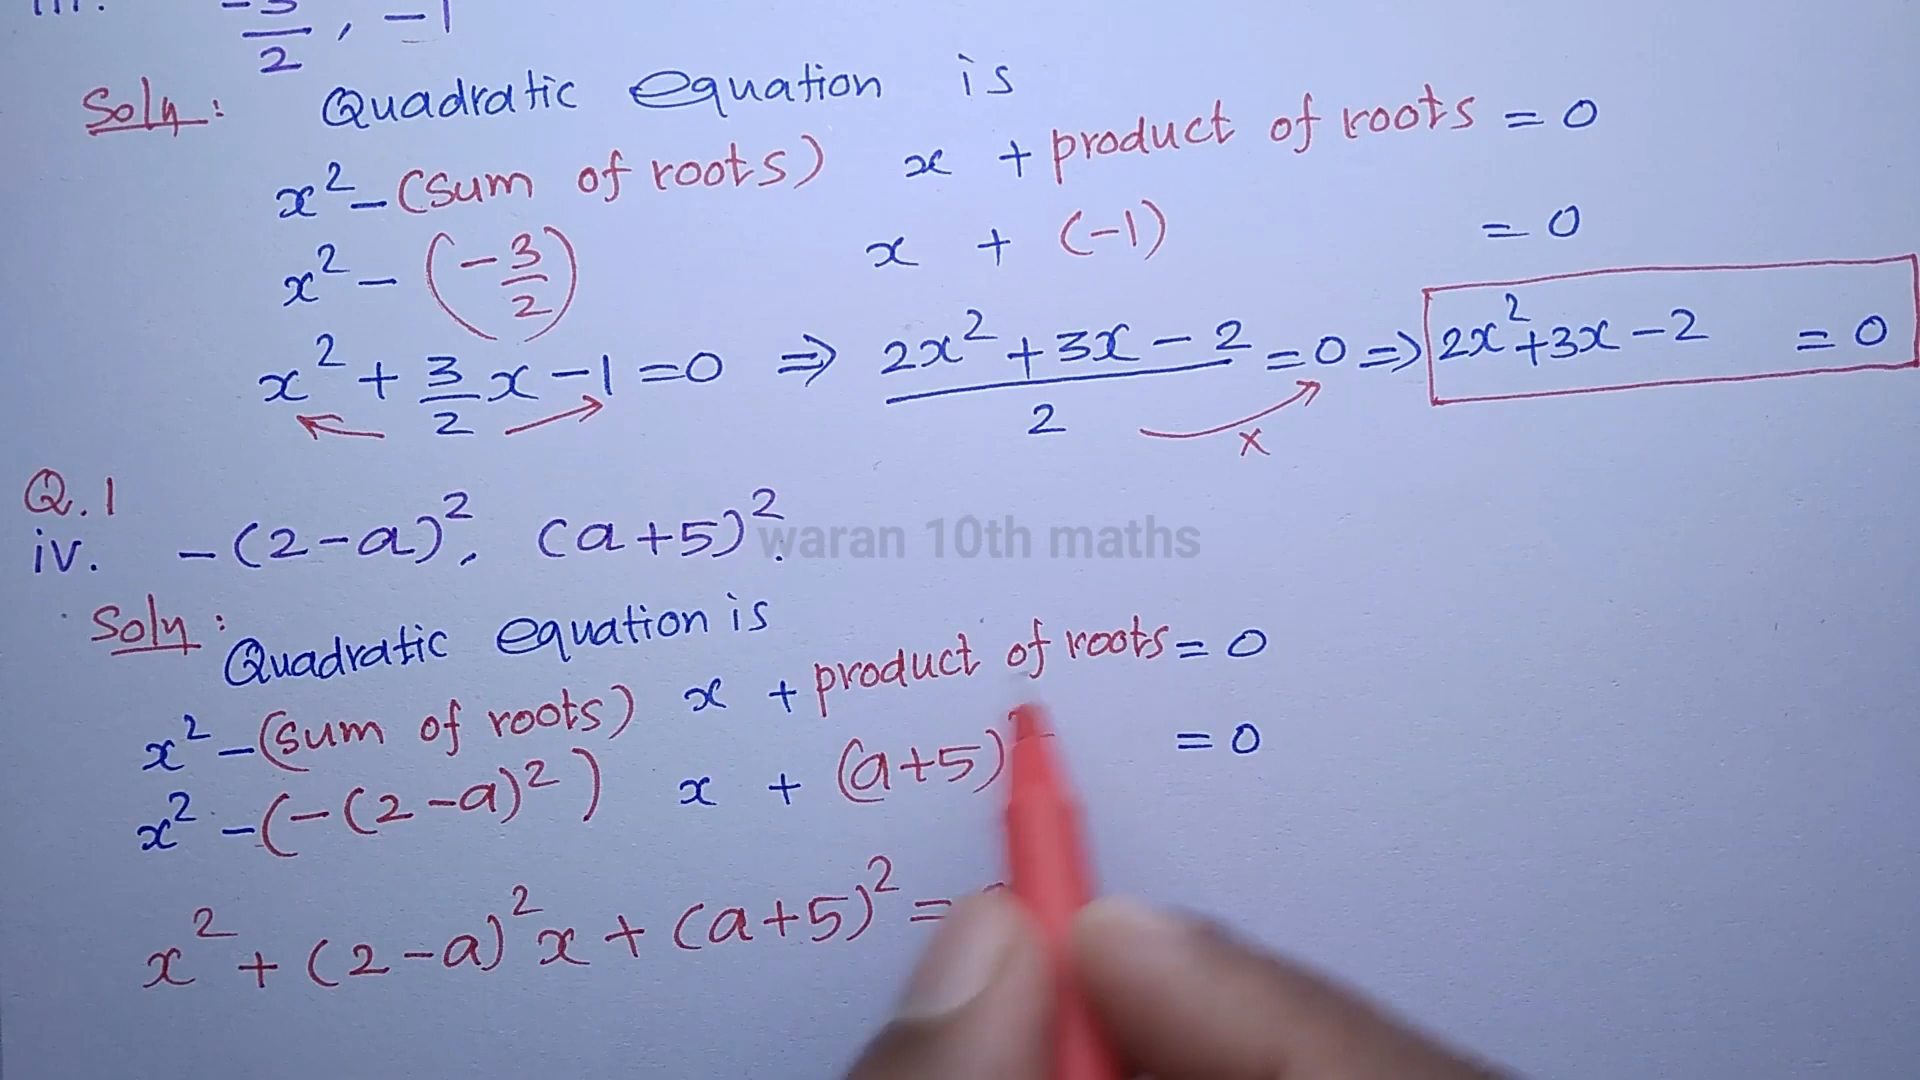 iii. -3/2, -1
Soln: Quadratic equation is
x² - (sum of roots) x + product of roots = 0
x² - (-3/2) x + (-1) = 0
x² + 3/2 x - 1 = 0 ⇒ 2x² + 3x - 2 / 2 = 0 ⇒ 2x² + 3x - 2 = 0
x
Q.1
iv. -(2-a)², (a+5)².
waran 10th maths
Soln: Quadratic equation is
x² - (sum of roots) x + product of roots = 0
x² - (-(2-a)²) x + (a+5)² = 0
x² + (2-a)² x + (a+5)² =